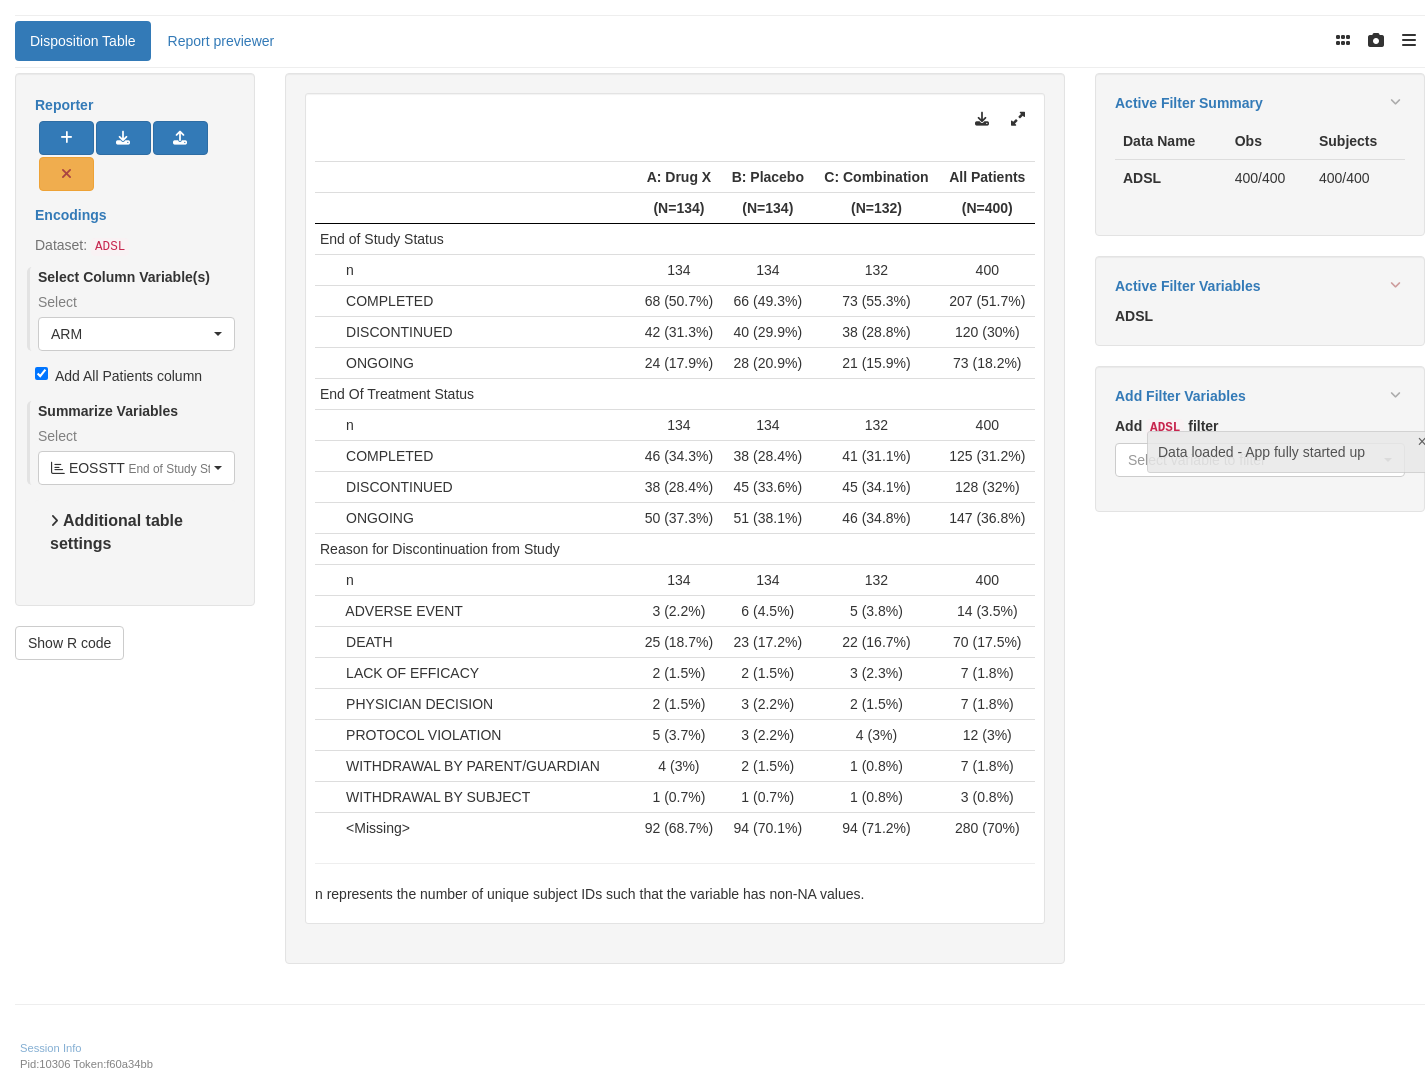 Disposition Table Report previewer
Reporter
Encodings
Dataset: ADSL
Select Column Variable(s)
Select
ARM
Add All Patients column
Summarize Variables
Select
EOSSTT End of Study St
Additional table
settings
Show R code
A: Drug X B: Placebo C: Combination All Patients
(N=134) (N=134) (N=132) (N=400)
End of Study Status
n 134 134 132 400
COMPLETED 68 (50.7%) 66 (49.3%) 73 (55.3%) 207 (51.7%)
DISCONTINUED 42 (31.3%) 40 (29.9%) 38 (28.8%) 120 (30%)
ONGOING 24 (17.9%) 28 (20.9%) 21 (15.9%) 73 (18.2%)
End Of Treatment Status
n 134 134 132 400
COMPLETED 46 (34.3%) 38 (28.4%) 41 (31.1%) 125 (31.2%)
DISCONTINUED 38 (28.4%) 45 (33.6%) 45 (34.1%) 128 (32%)
ONGOING 50 (37.3%) 51 (38.1%) 46 (34.8%) 147 (36.8%)
Reason for Discontinuation from Study
n 134 134 132 400
ADVERSE EVENT 3 (2.2%) 6 (4.5%) 5 (3.8%) 14 (3.5%)
DEATH 25 (18.7%) 23 (17.2%) 22 (16.7%) 70 (17.5%)
LACK OF EFFICACY 2 (1.5%) 2 (1.5%) 3 (2.3%) 7 (1.8%)
PHYSICIAN DECISION 2 (1.5%) 3 (2.2%) 2 (1.5%) 7 (1.8%)
PROTOCOL VIOLATION 5 (3.7%) 3 (2.2%) 4 (3%) 12 (3%)
WITHDRAWAL BY PARENT/GUARDIAN 4 (3%) 2 (1.5%) 1 (0.8%) 7 (1.8%)
WITHDRAWAL BY SUBJECT 1 (0.7%) 1 (0.7%) 1 (0.8%) 3 (0.8%)
<Missing> 92 (68.7%) 94 (70.1%) 94 (71.2%) 280 (70%)
n represents the number of unique subject IDs such that the variable has non-NA values.
Active Filter Summary
Data Name Obs Subjects
ADSL 400/400 400/400
Active Filter Variables
ADSL
Add Filter Variables
Add ADSL filter
Select variable to filter
Data loaded - App fully started up ×
Session Info
Pid:10306 Token:f60a34bb